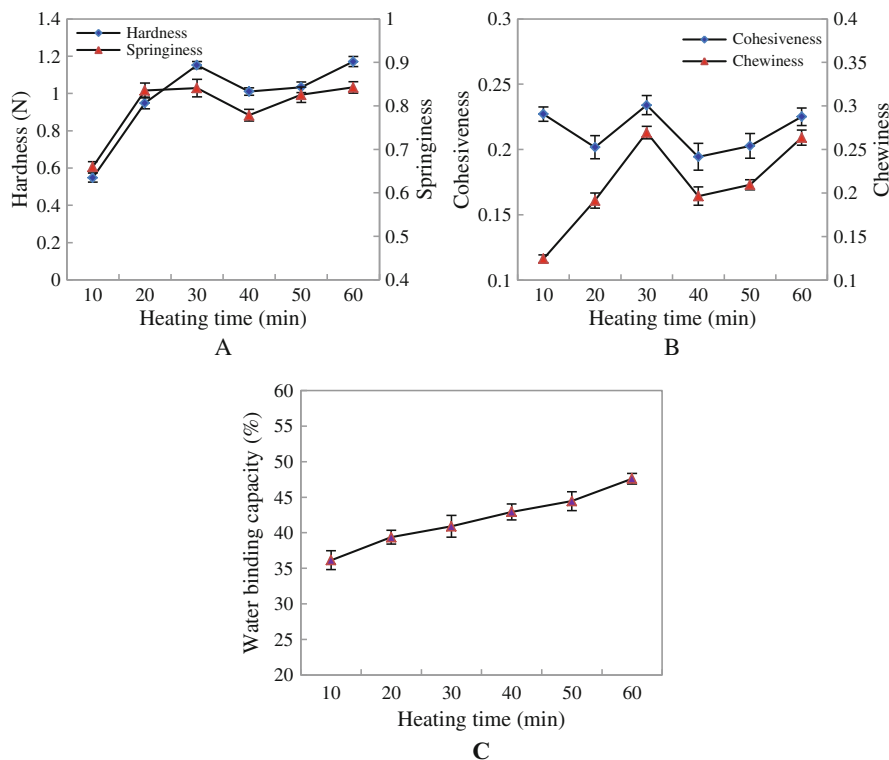 1.4
1.2
1
0.8
0.6
0.4
0.2
0
Hardness (N)
Hardness
Springiness
1
0.9
0.8
0.7
0.6
0.5
0.4
Springiness
10 20 30 40 50 60
Heating time (min)
A
0.3
0.25
0.2
0.15
0.1
Cohesiveness
Cohesiveness
Chewiness
0.4
0.35
0.3
0.25
0.2
0.15
0.1
Chewiness
10 20 30 40 50 60
Heating time (min)
B
60
55
50
45
40
35
30
25
20
Water binding capacity (%)
10 20 30 40 50 60
Heating time (min)
C